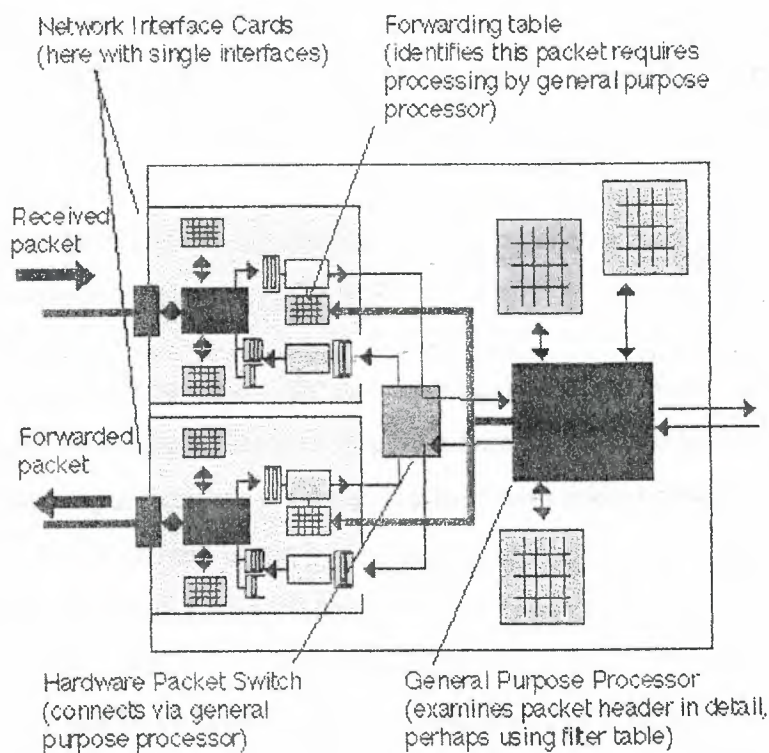 Network Interface Cards
(here with single interfaces)
Forwarding table
(identifies this packet requires
processing by general purpose
processor)
Received
packet
Forwarded
packet
Hardware Packet Switch
(connects via general
purpose processor)
General Purpose Processor
(examines packet header in detail,
perhaps using filter table)